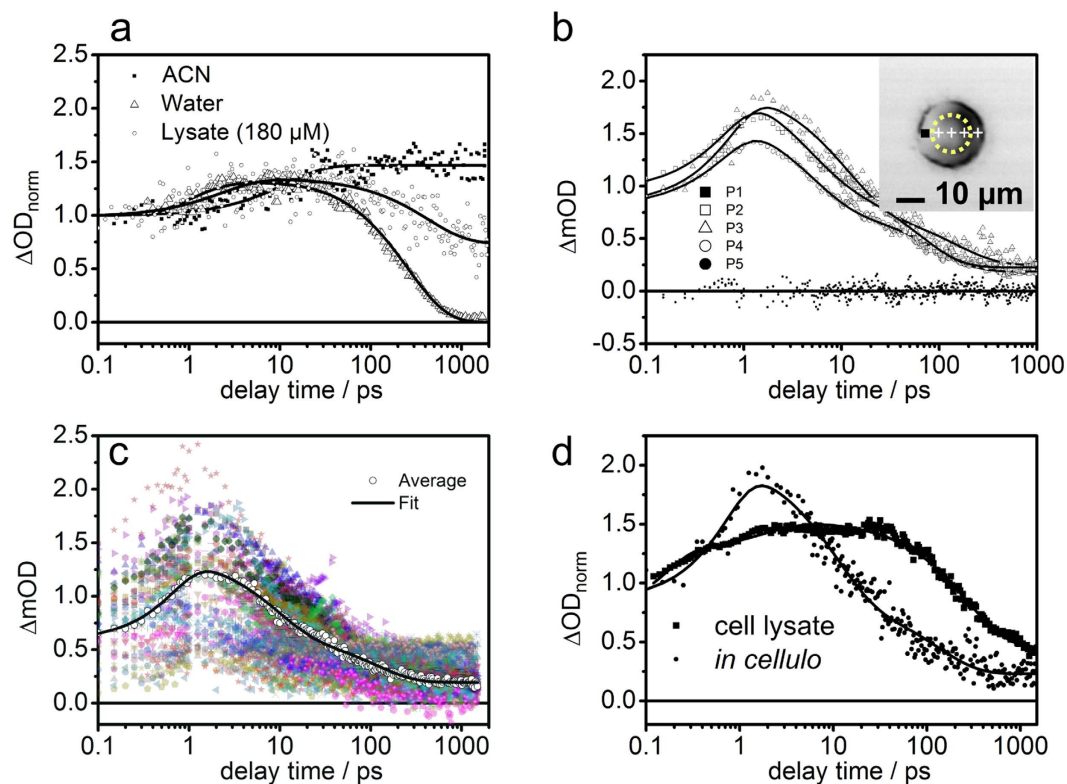 a
2.5
2.0
1.5
1.0
0.5
0.0
ΔOD_norm
ACN
Water
Lysate (180 µM)
0.1 1 10 100 1000
delay time / ps
b
2.0
1.5
1.0
0.5
0.0
-0.5
ΔmOD
P1
P2
P3
P4
P5
10 µm
0.1 1 10 100 1000
delay time / ps
c
2.5
2.0
1.5
1.0
0.5
0.0
ΔmOD
Average
Fit
0.1 1 10 100 1000
delay time / ps
d
2.0
1.5
1.0
0.5
0.0
ΔOD_norm
cell lysate
in cellulo
0.1 1 10 100 1000
delay time / ps